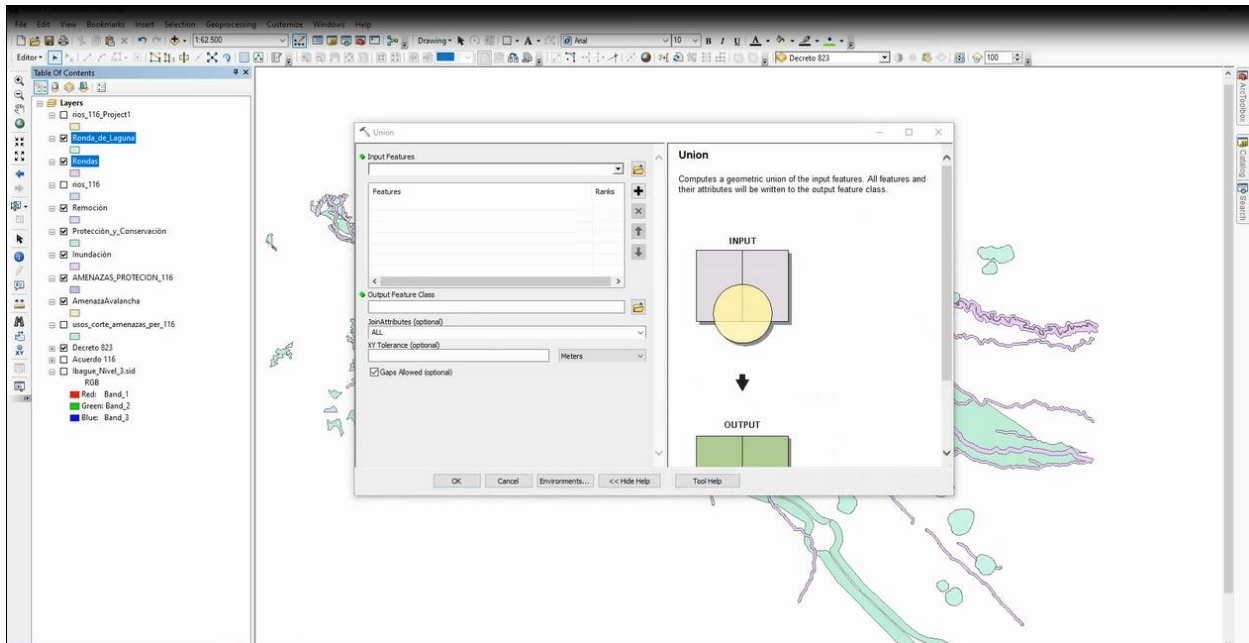 File Edit View Bookmarks Insert Selection Geoprocessing Customize Windows Help
1:62.500 Drawing A Arial 10 B I U A
Editor Decreto 823 100
Table Of Contents
Layers
rios_116_Project1
Ronda_de_Laguna
Rondas
rios_116
Remoción
Protección_y_Conservación
Inundación
AMENAZAS_PROTECION_116
AmenazaAvalancha
usos_corte_amenazas_per_116
Decreto 823
Acuerdo 116
Ibague_Nivel_3.sid
RGB
Red: Band_1
Green: Band_2
Blue: Band_3
Union
Input Features
Features Ranks
Output Feature Class
JoinAttributes (optional)
ALL
XY Tolerance (optional)
Meters
Gaps Allowed (optional)
OK Cancel Environments... << Hide Help Tool Help
Union
Computes a geometric union of the input features. All features and
their attributes will be written to the output feature class.
INPUT
OUTPUT
ArcToolbox
Catalog
Search